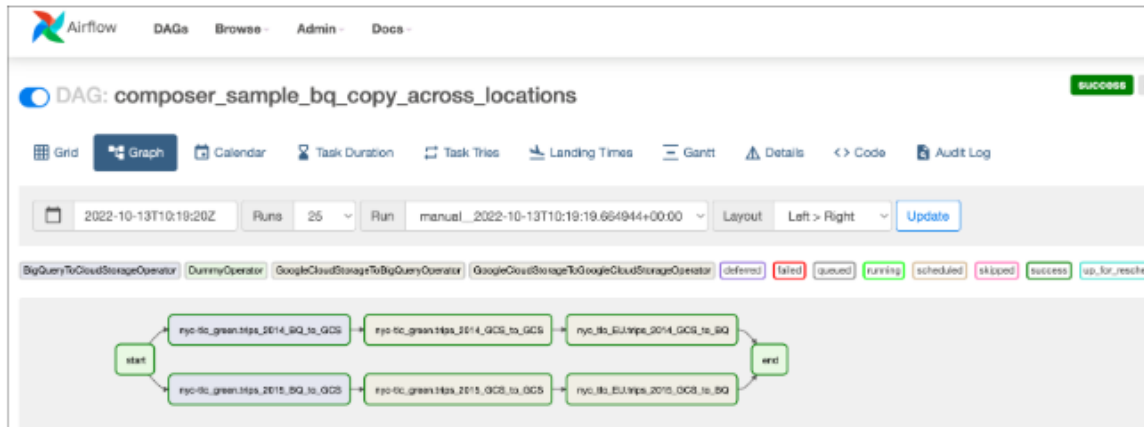 Airflow DAGs Browse Admin Docs
DAG: composer_sample_bq_copy_across_locations success
Grid Graph Calendar Task Duration Task Tries Landing Times Gantt Details <> Code Audit Log
2022-10-13T10:19:20Z Runs 25 Run manual__2022-10-13T10:19:19.664944+00:00 Layout Left > Right Update
BigQueryToCloudStorageOperator DummyOperator GoogleCloudStorageToBigQueryOperator GoogleCloudStorageToGoogleCloudStorageOperator deferred failed queued running scheduled skipped success up_for_resche
nyc-tlc_green.trips_2014_BQ_to_GCS nyc-tlc_green.trips_2014_GCS_to_GCS nyc_tlc_EU.trips_2014_GCS_to_BQ
start end
nyc-tlc_green.trips_2015_BQ_to_GCS nyc-tlc_green.trips_2015_GCS_to_GCS nyc_tlc_EU.trips_2015_GCS_to_BQ